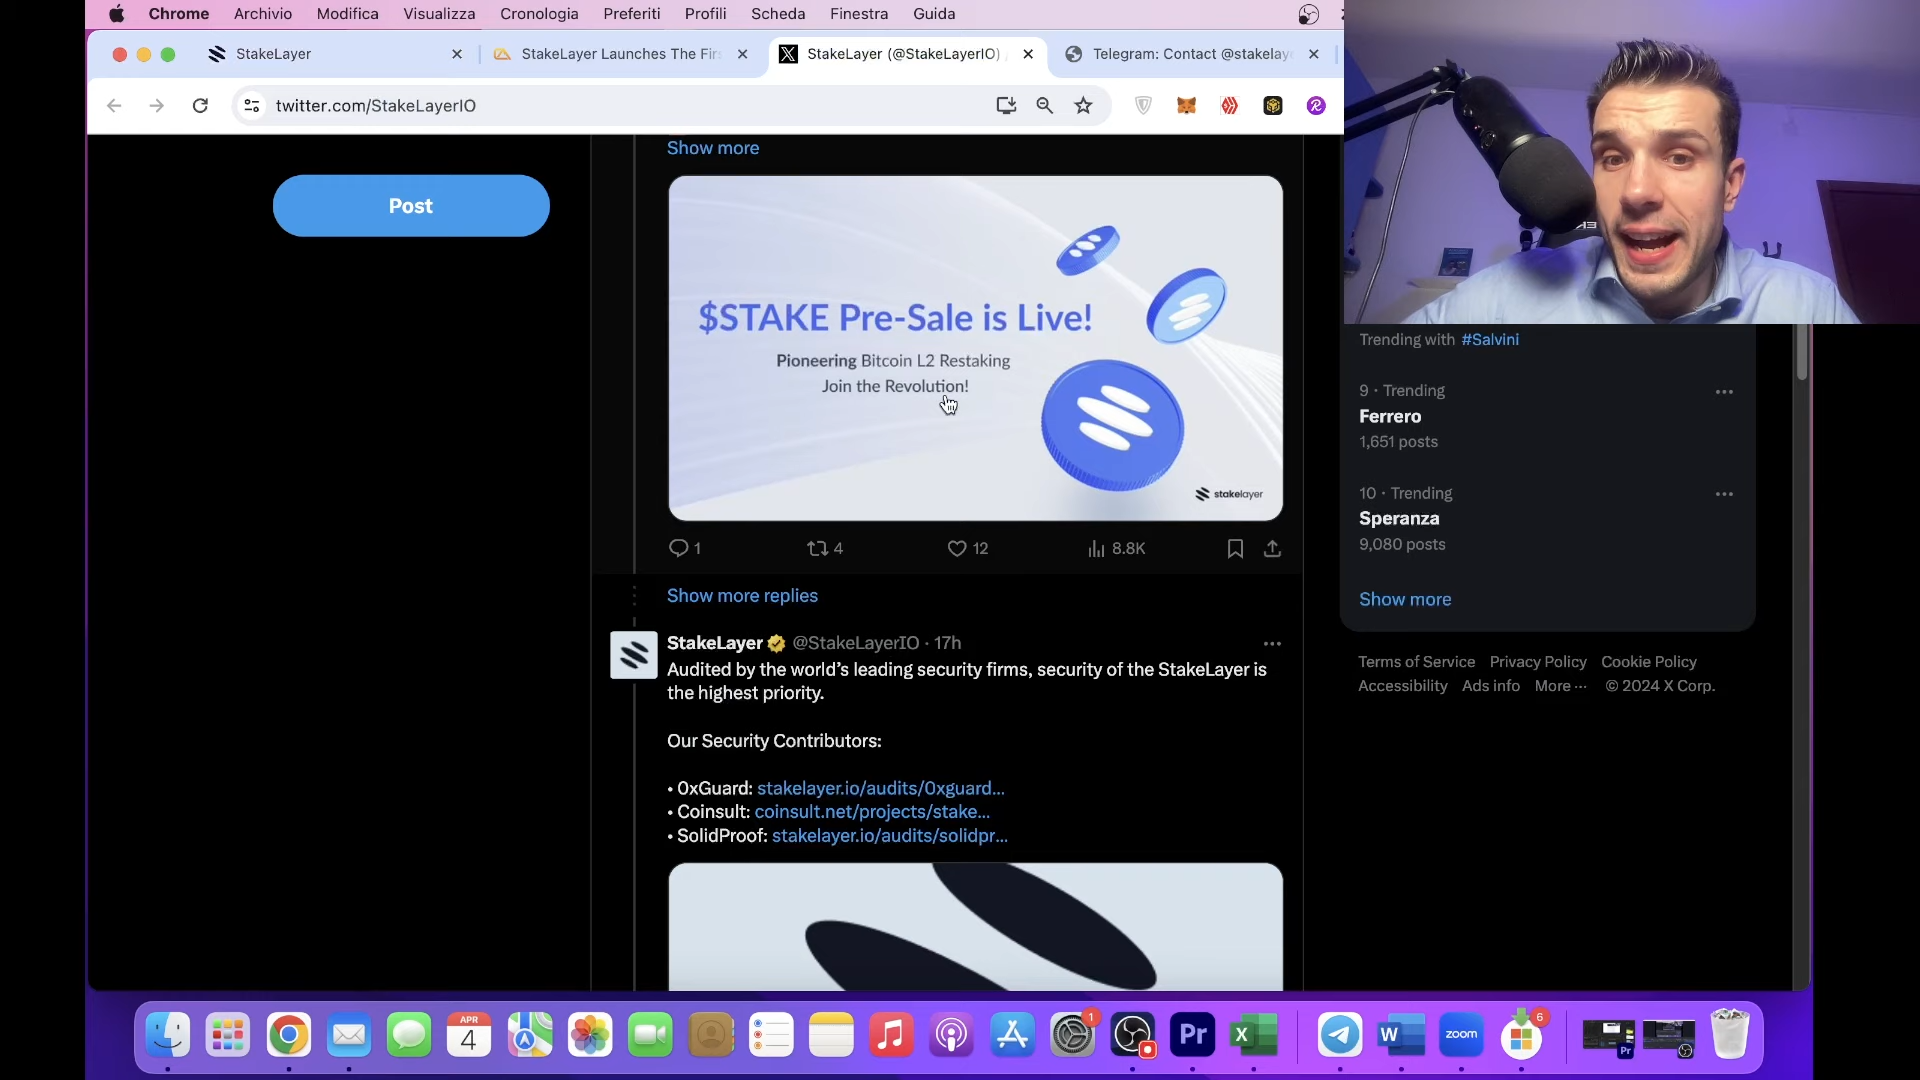 Chrome Archivio Modifica Visualizza Cronologia Preferiti Profili Scheda Finestra Guida
StakeLayer
StakeLayer Launches The Fir
StakeLayer (@StakeLayerIO)
Telegram: Contact @stakelaye
twitter.com/StakeLayerIO
Show more
Post
$STAKE Pre-Sale is Live!
Pioneering Bitcoin L2 Restaking
Join the Revolution!
stakelayer
1 4 12 8.8K
Show more replies
StakeLayer @StakeLayerIO · 17h
Audited by the world’s leading security firms, security of the StakeLayer is
the highest priority.
Our Security Contributors:
• 0xGuard: stakelayer.io/audits/0xguard...
• Coinsult: coinsult.net/projects/stake...
• SolidProof: stakelayer.io/audits/solidpr...
Trending with #Salvini
9 · Trending
Ferrero
1,651 posts
10 · Trending
Speranza
9,080 posts
Show more
Terms of Service Privacy Policy Cookie Policy
Accessibility Ads info More ··· © 2024 X Corp.
APR
4
1
Pr
X
W
zoom
6
Pr